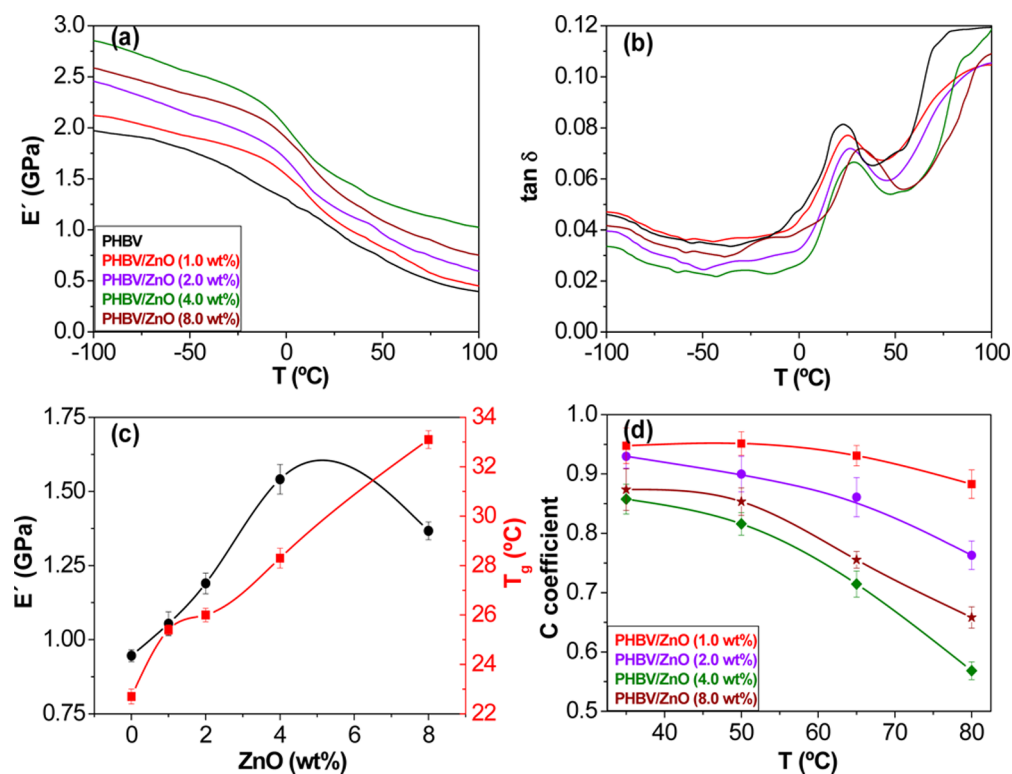 (a)
3.0
2.5
2.0
1.5
1.0
0.5
0.0
E´ (GPa)
PHBV
PHBV/ZnO (1.0 wt%)
PHBV/ZnO (2.0 wt%)
PHBV/ZnO (4.0 wt%)
PHBV/ZnO (8.0 wt%)
-100 -50 0 50 100
T (ºC)
(b)
0.12
0.10
0.08
0.06
0.04
0.02
0.00
tan δ
-100 -50 0 50 100
T (ºC)
(c)
1.75
1.50
1.25
1.00
0.75
E´ (GPa)
34
32
30
28
26
24
22
Tg (ºC)
0 2 4 6 8
ZnO (wt%)
(d)
1.0
0.9
0.8
0.7
0.6
0.5
C coefficient
PHBV/ZnO (1.0 wt%)
PHBV/ZnO (2.0 wt%)
PHBV/ZnO (4.0 wt%)
PHBV/ZnO (8.0 wt%)
40 50 60 70 80
T (ºC)